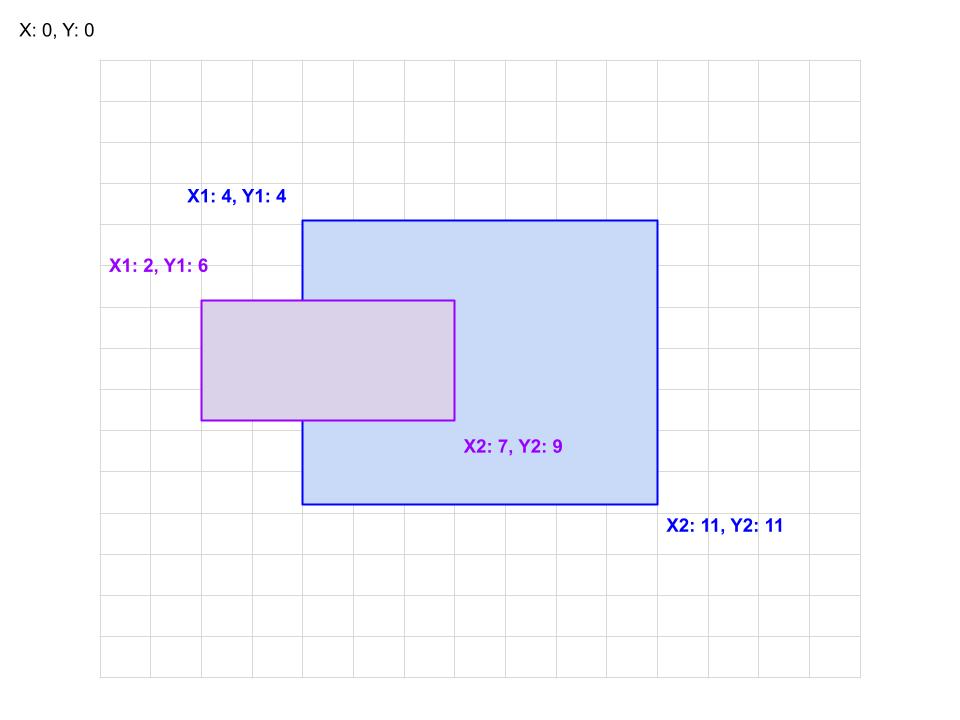 X: 0, Y: 0
X1: 4, Y1: 4
X1: 2, Y1: 6
X2: 7, Y2: 9
X2: 11, Y2: 11